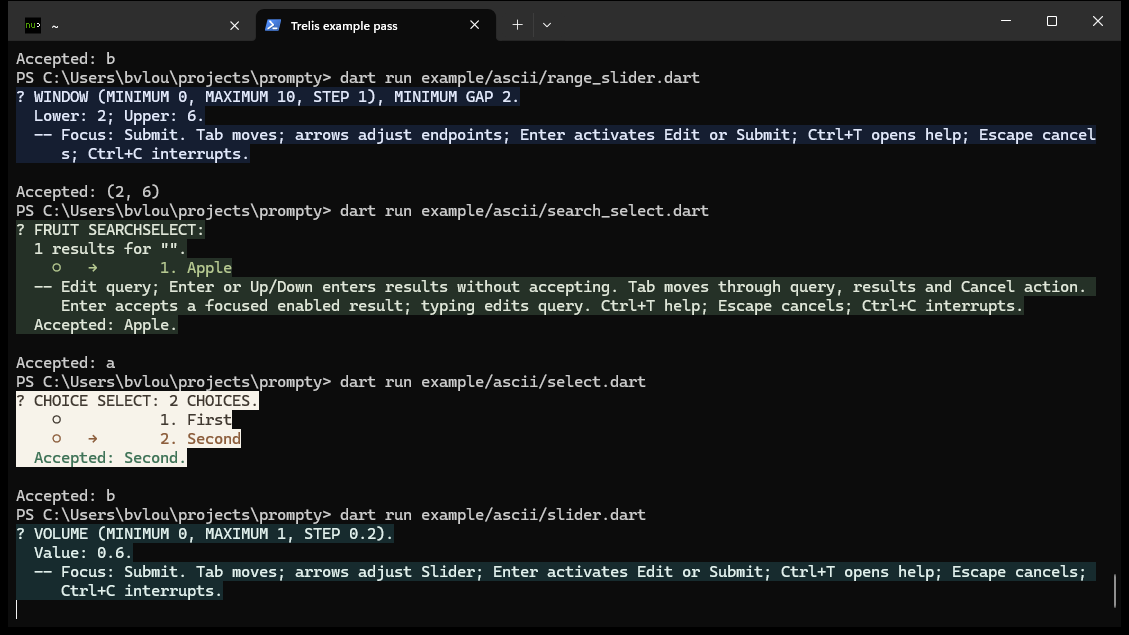 nu> ~
Trelis example pass
Accepted: b
PS C:\Users\bvlou\projects\prompty> dart run example/ascii/range_slider.dart
? WINDOW (MINIMUM 0, MAXIMUM 10, STEP 1), MINIMUM GAP 2.
Lower: 2; Upper: 6.
-- Focus: Submit. Tab moves; arrows adjust endpoints; Enter activates Edit or Submit; Ctrl+T opens help; Escape cancel
s; Ctrl+C interrupts.
Accepted: (2, 6)
PS C:\Users\bvlou\projects\prompty> dart run example/ascii/search_select.dart
? FRUIT SEARCHSELECT:
1 results for "".
○ → 1. Apple
-- Edit query; Enter or Up/Down enters results without accepting. Tab moves through query, results and Cancel action.
Enter accepts a focused enabled result; typing edits query. Ctrl+T help; Escape cancels; Ctrl+C interrupts.
Accepted: Apple.
Accepted: a
PS C:\Users\bvlou\projects\prompty> dart run example/ascii/select.dart
? CHOICE SELECT: 2 CHOICES.
○ 1. First
○ → 2. Second
Accepted: Second.
Accepted: b
PS C:\Users\bvlou\projects\prompty> dart run example/ascii/slider.dart
? VOLUME (MINIMUM 0, MAXIMUM 1, STEP 0.2).
Value: 0.6.
-- Focus: Submit. Tab moves; arrows adjust Slider; Enter activates Edit or Submit; Ctrl+T opens help; Escape cancels;
Ctrl+C interrupts.